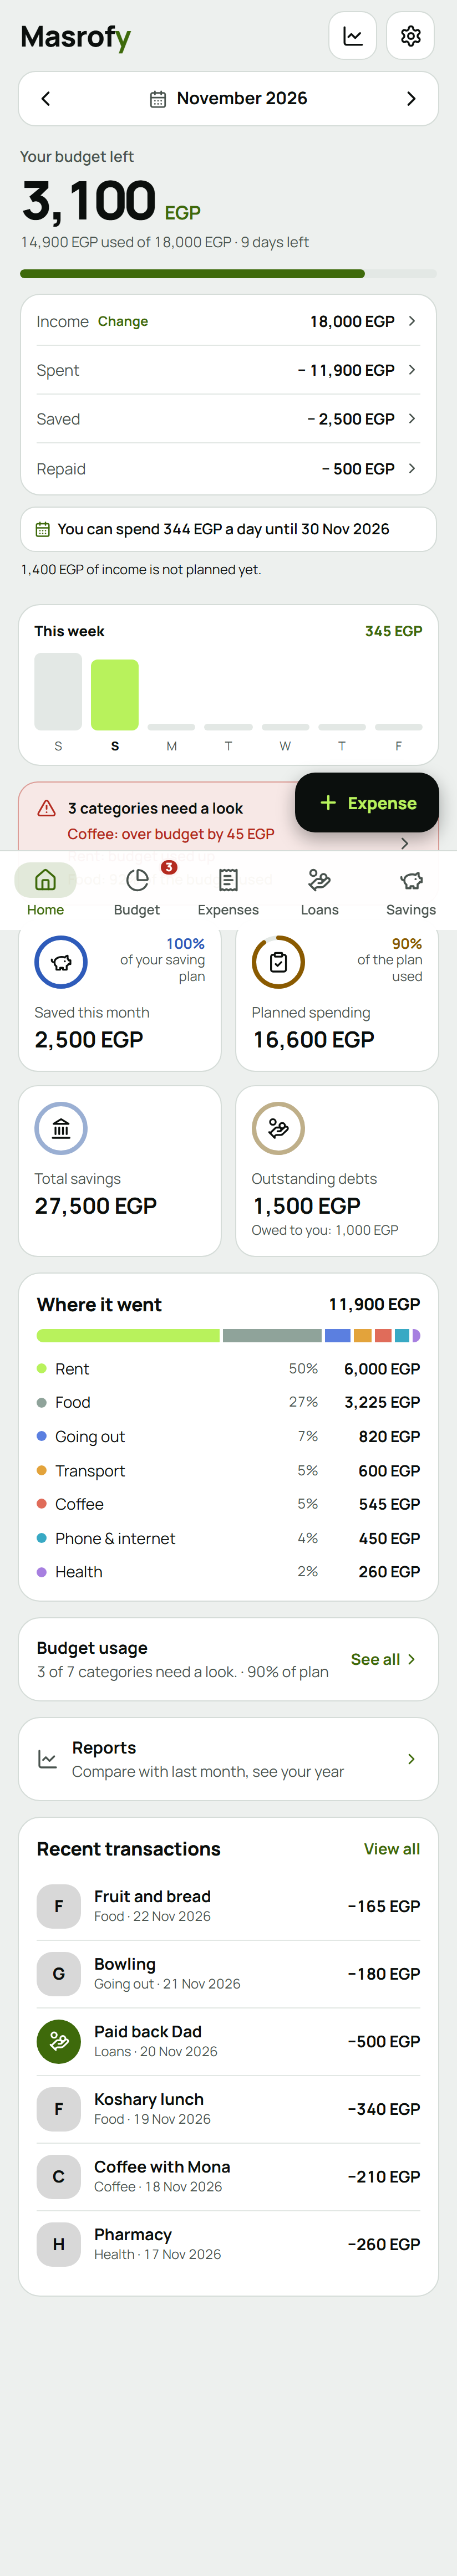 Masrofy
November 2026
Your budget left
3,100 EGP
14,900 EGP used of 18,000 EGP · 9 days left
Income Change 18,000 EGP
Spent − 11,900 EGP
Saved − 2,500 EGP
Repaid − 500 EGP
You can spend 344 EGP a day until 30 Nov 2026
1,400 EGP of income is not planned yet.
This week 345 EGP
S S M T W T F
3 categories need a look
Coffee: over budget by 45 EGP
+ Expense
3
Home Budget Expenses Loans Savings
100%
of your saving
plan
Saved this month
2,500 EGP
90%
of the plan
used
Planned spending
16,600 EGP
Total savings
27,500 EGP
Outstanding debts
1,500 EGP
Owed to you: 1,000 EGP
Where it went 11,900 EGP
Rent 50% 6,000 EGP
Food 27% 3,225 EGP
Going out 7% 820 EGP
Transport 5% 600 EGP
Coffee 5% 545 EGP
Phone & internet 4% 450 EGP
Health 2% 260 EGP
Budget usage
3 of 7 categories need a look. · 90% of plan
See all
Reports
Compare with last month, see your year
Recent transactions View all
F
Fruit and bread
Food · 22 Nov 2026
−165 EGP
G
Bowling
Going out · 21 Nov 2026
−180 EGP
Paid back Dad
Loans · 20 Nov 2026
−500 EGP
F
Koshary lunch
Food · 19 Nov 2026
−340 EGP
C
Coffee with Mona
Coffee · 18 Nov 2026
−210 EGP
H
Pharmacy
Health · 17 Nov 2026
−260 EGP